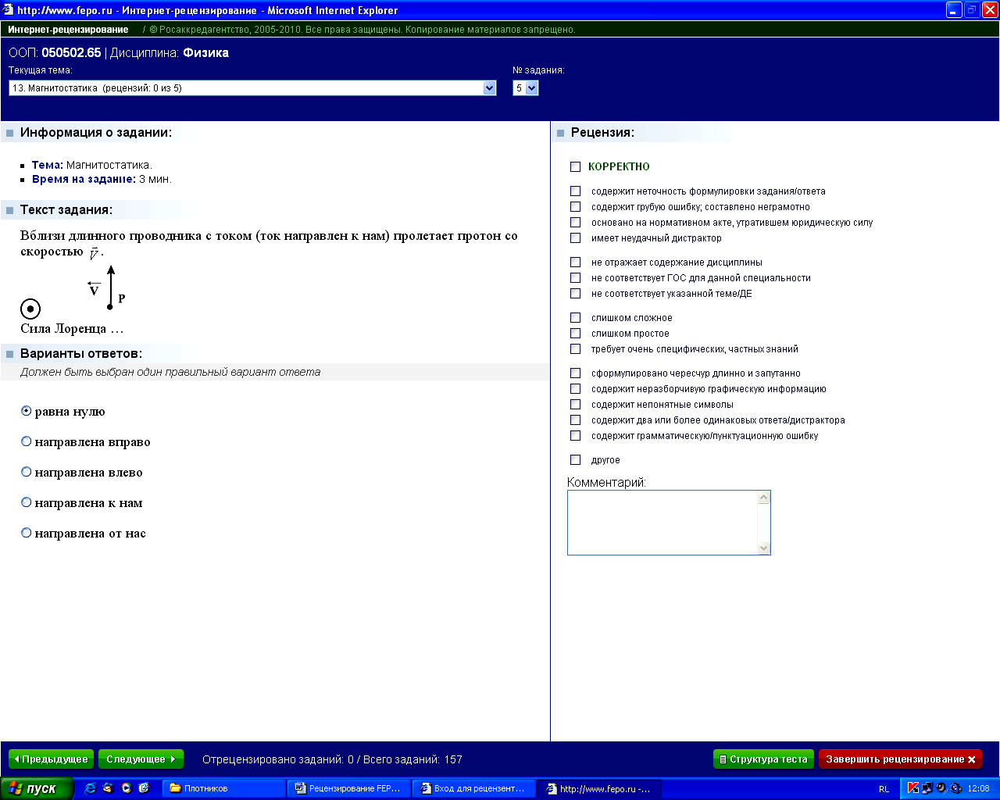 http://www.fepo.ru - Интернет-рецензирование - Microsoft Internet Explorer
Интернет-рецензирование / © Росаккредагентство, 2005-2010. Все права защищены. Копирование материалов запрещено.
ООП: 050502.65 | Дисциплина: Физика
Текущая тема: № задания:
13. Магнитостатика (рецензий: 0 из 5) 5
Информация о задании:
Тема: Магнитостатика.
Время на задание: 3 мин.
Текст задания:
Вблизи длинного проводника с током (ток направлен к нам) пролетает протон со
скоростью V.
V
P
Сила Лоренца …
Варианты ответов:
Должен быть выбран один правильный вариант ответа
равна нулю
направлена вправо
направлена влево
направлена к нам
направлена от нас
Рецензия:
КОРРЕКТНО
содержит неточность формулировки задания/ответа
содержит грубую ошибку; составлено неграмотно
основано на нормативном акте, утратившем юридическую силу
имеет неудачный дистрактор
не отражает содержание дисциплины
не соответствует ГОС для данной специальности
не соответствует указанной теме/ДЕ
слишком сложное
слишком простое
требует очень специфических, частных знаний
сформулировано чересчур длинно и запутанно
содержит неразборчивую графическую информацию
содержит непонятные символы
содержит два или более одинаковых ответа/дистрактора
содержит грамматическую/пунктуационную ошибку
другое
Комментарий:
Предыдущее Следующее Отрецензировано заданий: 0 / Всего заданий: 157 Структура теста Завершить рецензирование
пуск Плотников Рецензирование FEP... Вход для рецензент... http://www.fepo.ru -... RL 12:08